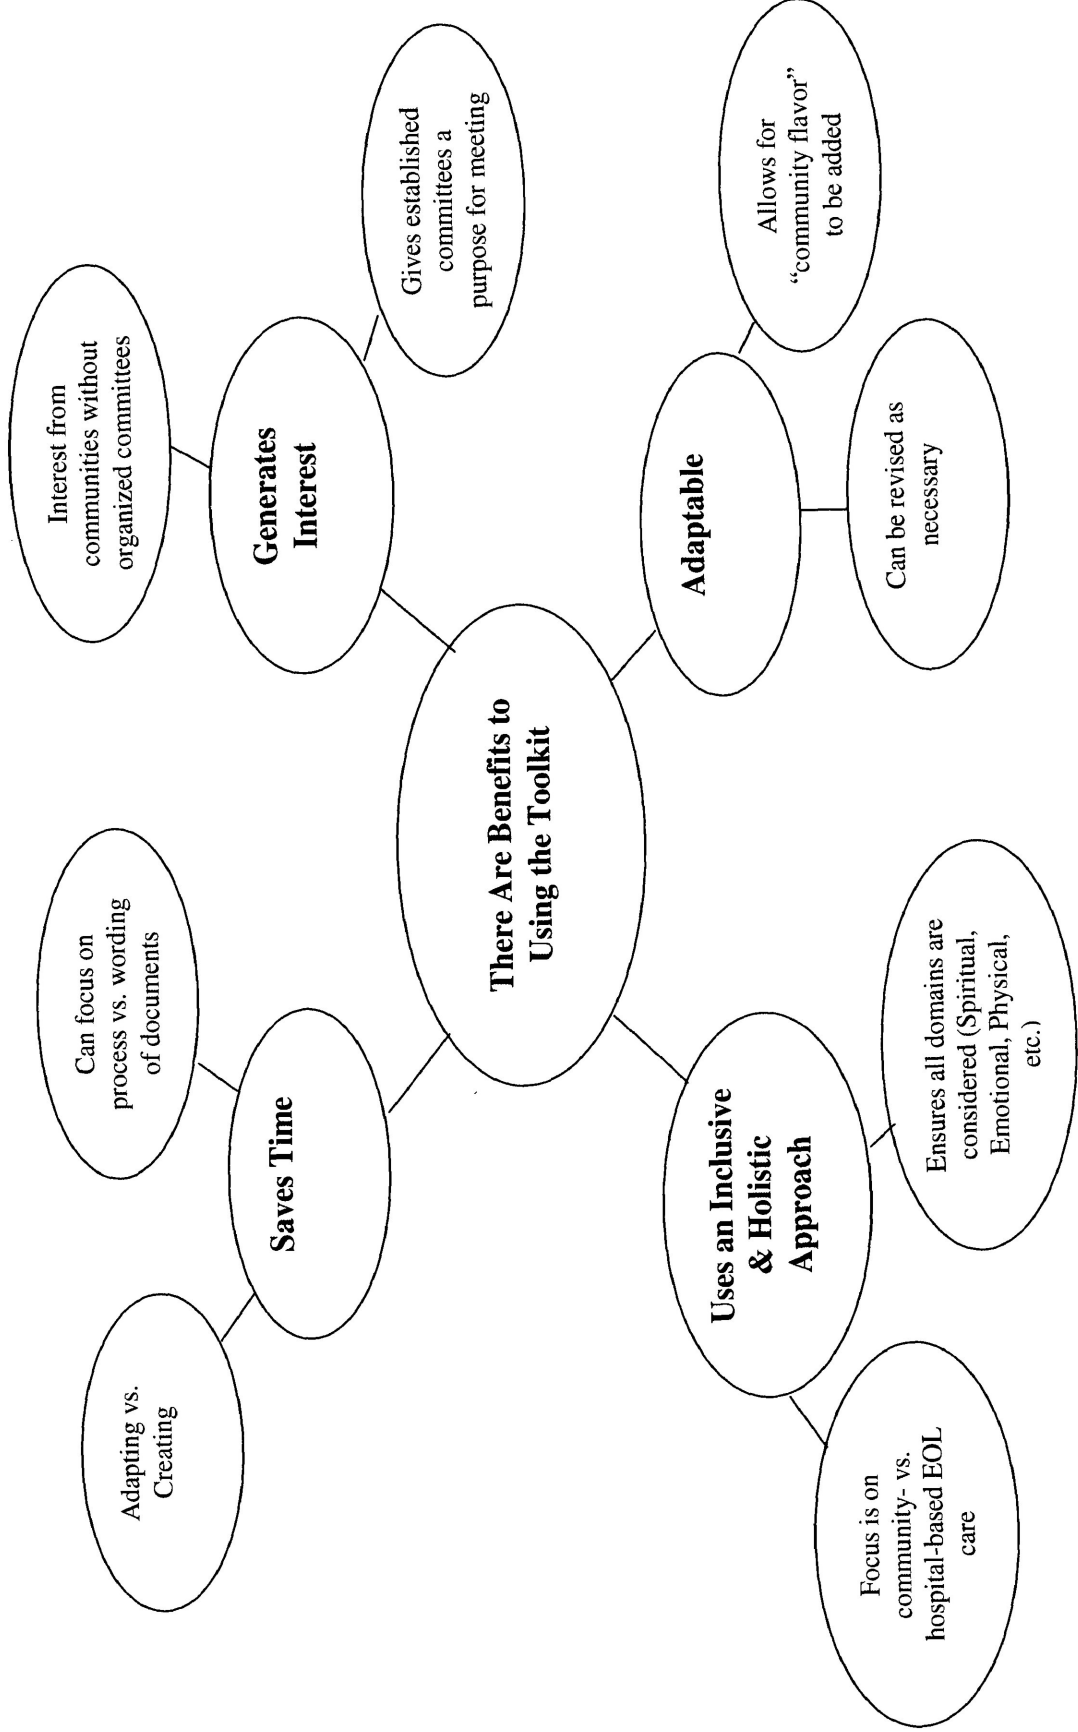 Adapting vs.
Creating
Can focus on
process vs. wording
of documents
Interest from
communities without
organized committees
Saves Time
Generates
Interest
Gives established
committees a
purpose for meeting
There Are Benefits to
Using the Toolkit
Uses an Inclusive
& Holistic
Approach
Adaptable
Allows for
“community flavor”
to be added
Focus is on
community- vs.
hospital-based EOL
care
Ensures all domains are
considered (Spiritual,
Emotional, Physical,
etc.)
Can be revised as
necessary